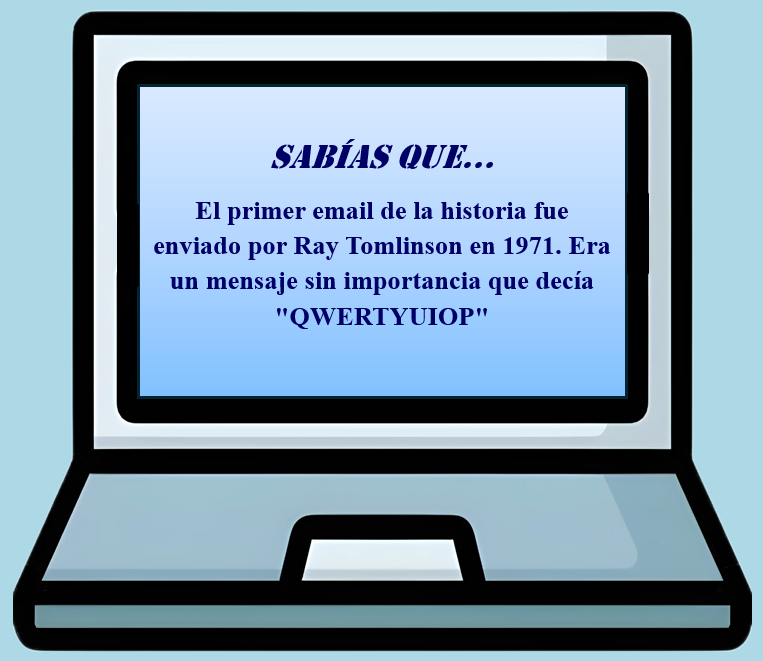 SABÍAS QUE...
El primer email de la historia fue
enviado por Ray Tomlinson en 1971. Era
un mensaje sin importancia que decía
"QWERTYUIOP"